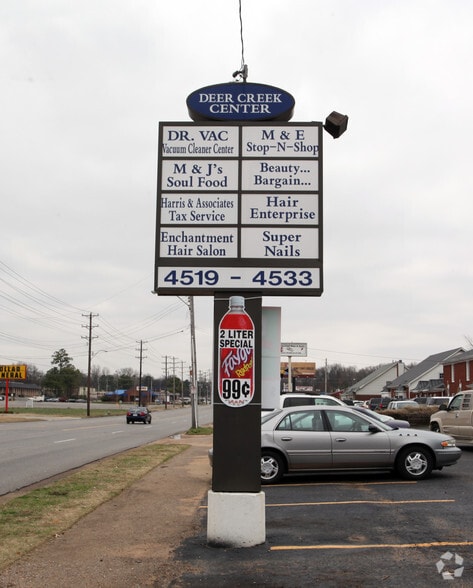 DEER CREEK
CENTER
DR. VAC
Vacuum Cleaner Center
M & E
Stop-N-Shop
M & J's
Soul Food
Beauty...
Bargain...
Harris & Associates
Tax Service
Hair
Enterprise
Enchantment
Hair Salon
Super
Nails
4519 - 4533
2 LITER
SPECIAL
Faygo
Redpop
99¢